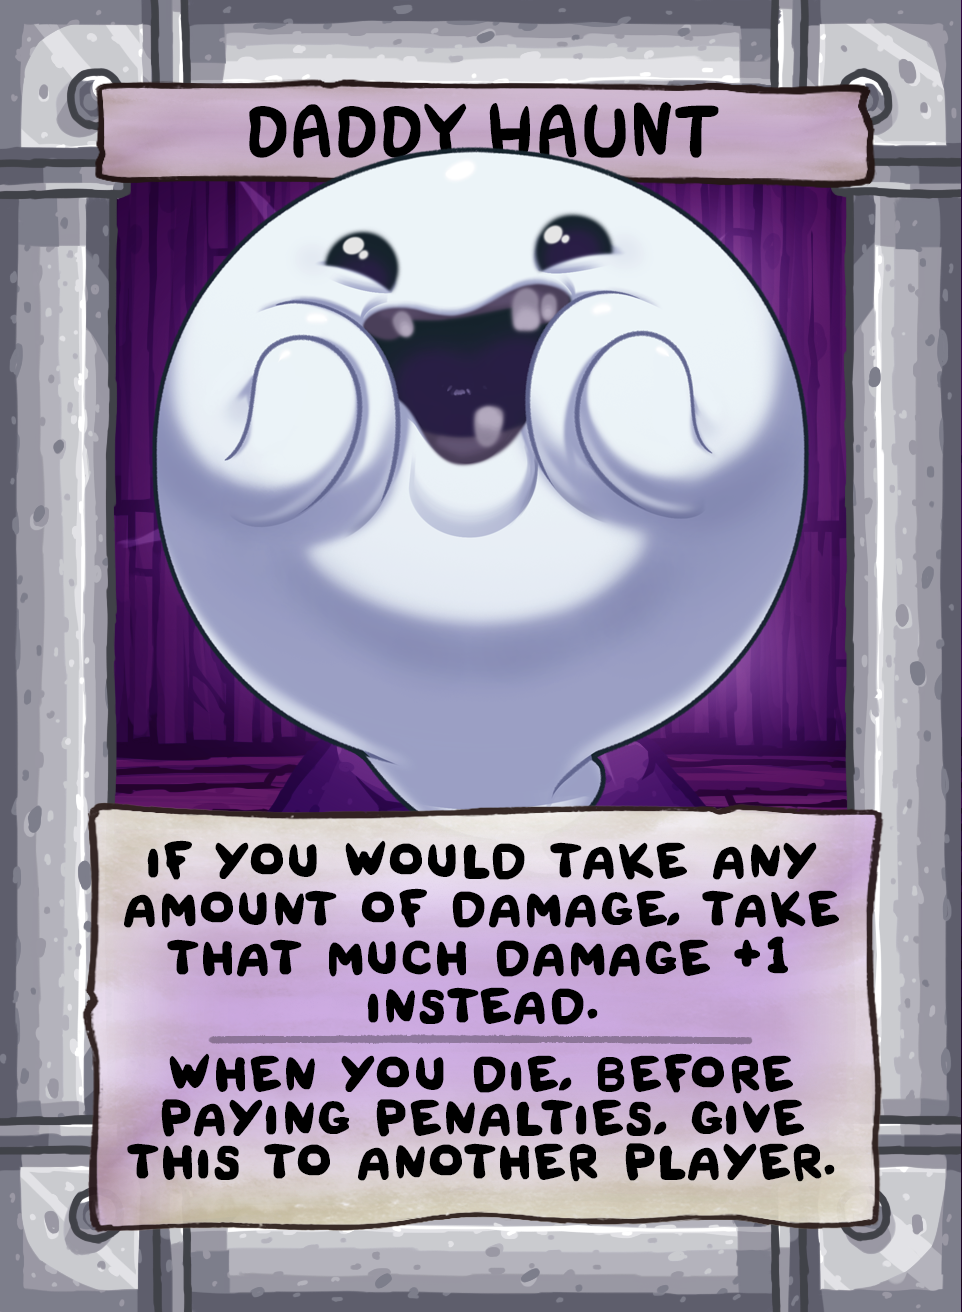 DADDY HAUNT
IF YOU WOULD TAKE ANY
AMOUNT OF DAMAGE, TAKE
THAT MUCH DAMAGE +1
INSTEAD.
WHEN YOU DIE, BEFORE
PAYING PENALTIES, GIVE
THIS TO ANOTHER PLAYER.